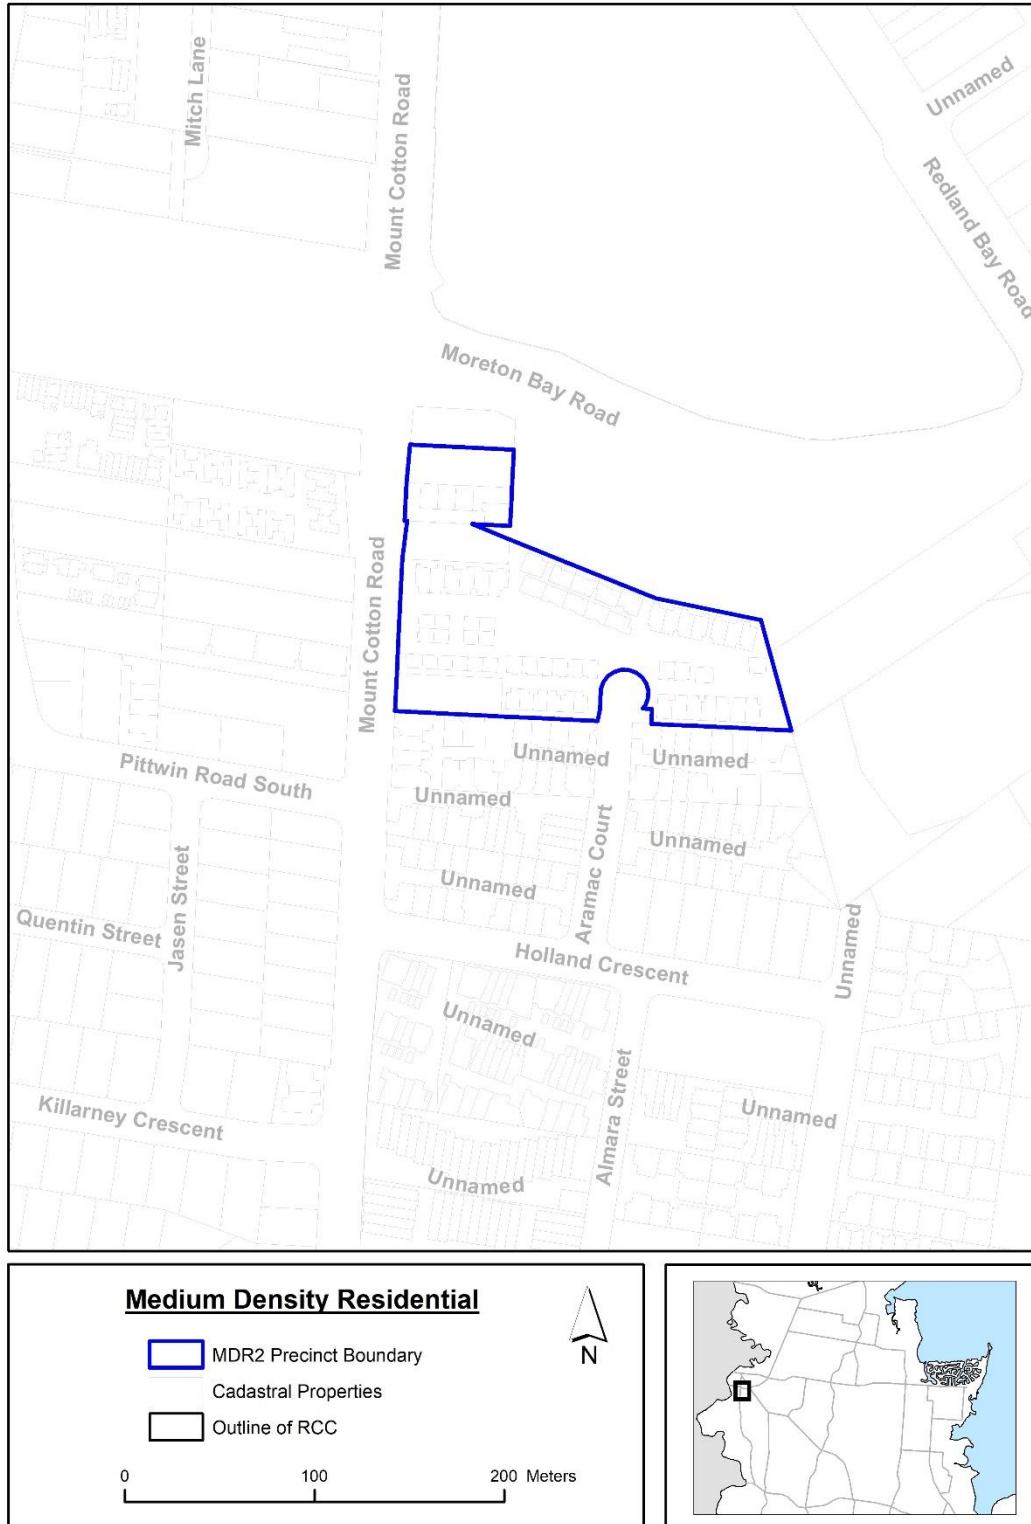 Mitch Lane
Mount Cotton Road
Unnamed
Redland Bay Road
Moreton Bay Road
Mount Cotton Road
Unnamed
Unnamed
Pittwin Road South
Unnamed
Unnamed
Jasen Street
Aramac Court
Unnamed
Quentin Street
Holland Crescent
Unnamed
Unnamed
Almara Street
Unnamed
Killarney Crescent
Unnamed
Medium Density Residential
MDR2 Precinct Boundary
Cadastral Properties
Outline of RCC
N
0 100 200 Meters